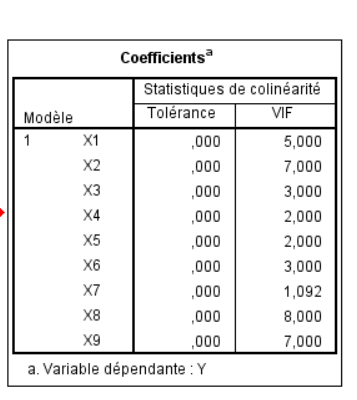 Coefficientsa
Statistiques de colinéarité
Modèle Tolérance VIF
1 X1 ,000 5,000
X2 ,000 7,000
X3 ,000 3,000
X4 ,000 2,000
X5 ,000 2,000
X6 ,000 3,000
X7 ,000 1,092
X8 ,000 8,000
X9 ,000 7,000
a. Variable dépendante : Y